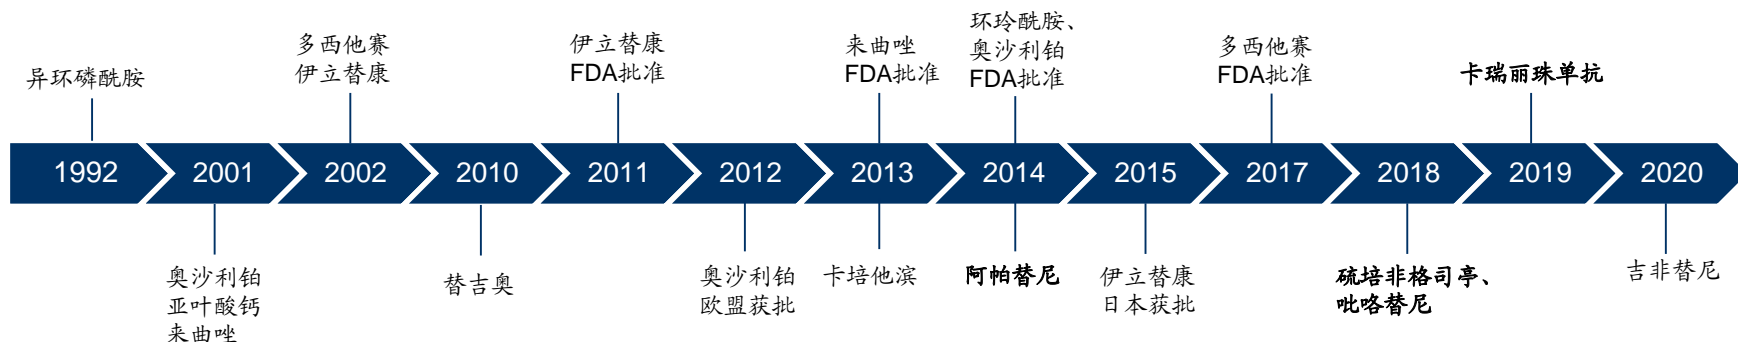 异环磷酰胺
多西他赛
伊立替康
伊立替康
FDA批准
来曲唑
FDA批准
环玲酰胺、
奥沙利铂
FDA批准
多西他赛
FDA批准
卡瑞丽珠单抗
1992
2001
2002
2010
2011
2012
2013
2014
2015
2017
2018
2019
2020
奥沙利铂
亚叶酸钙
来曲唑
替吉奥
奥沙利铂
欧盟获批
卡培他滨
阿帕替尼
伊立替康
日本获批
硫培非格司亭、
吡咯替尼
吉非替尼